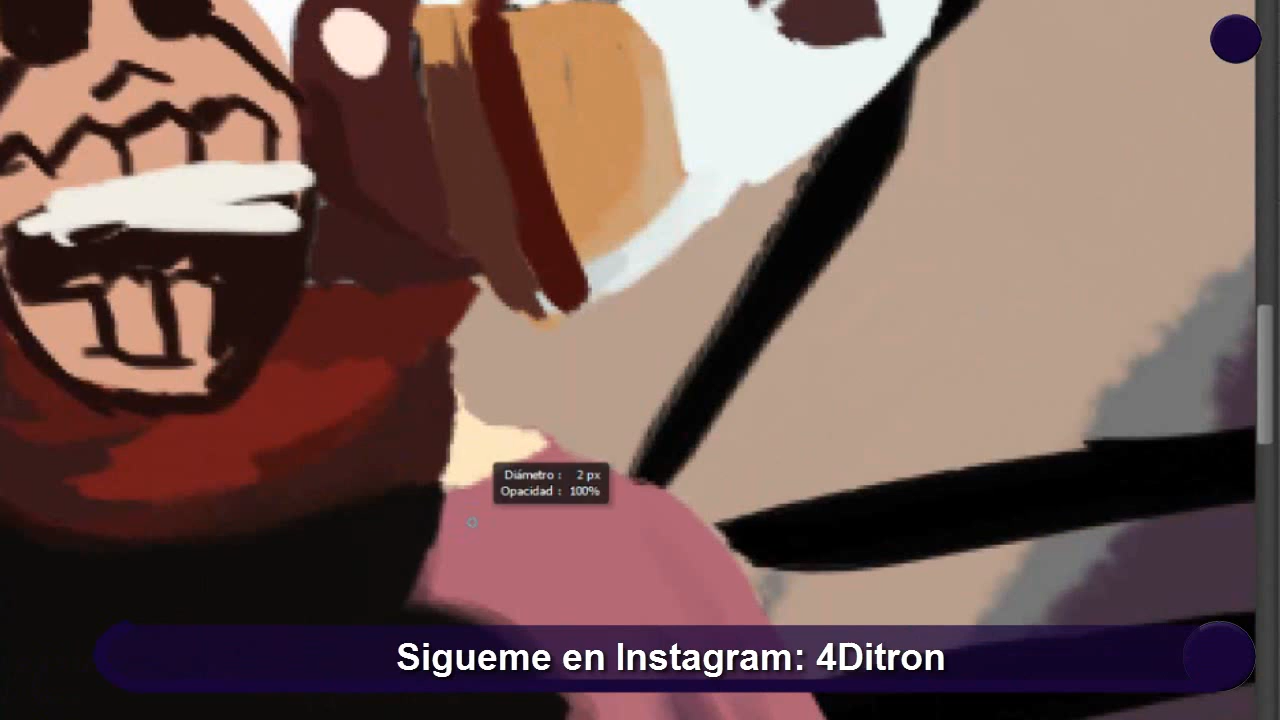 Diámetro :   2 px
Opacidad :  100%
Sigueme en Instagram: 4Ditron